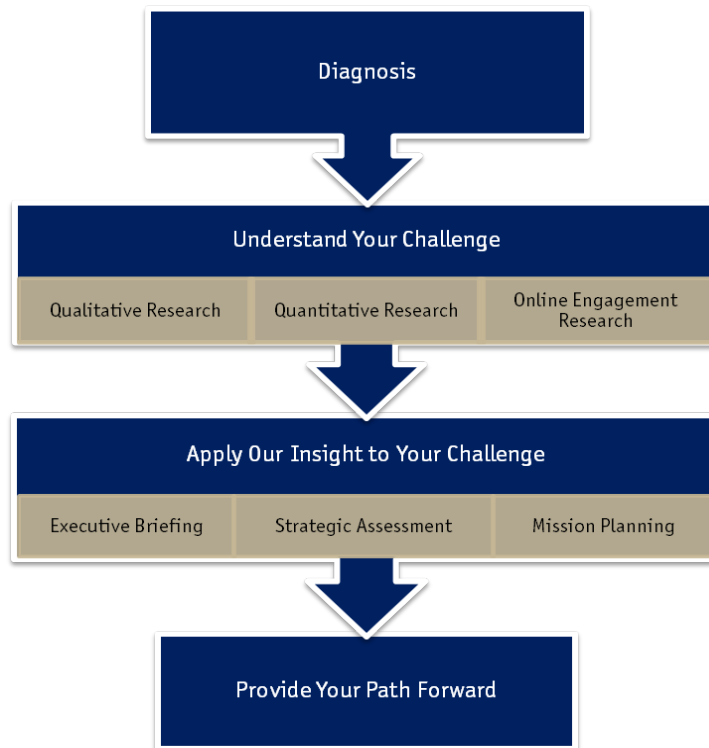 Diagnosis
Understand Your Challenge
Qualitative Research
Quantitative Research
Online Engagement
Research
Apply Our Insight to Your Challenge
Executive Briefing
Strategic Assessment
Mission Planning
Provide Your Path Forward